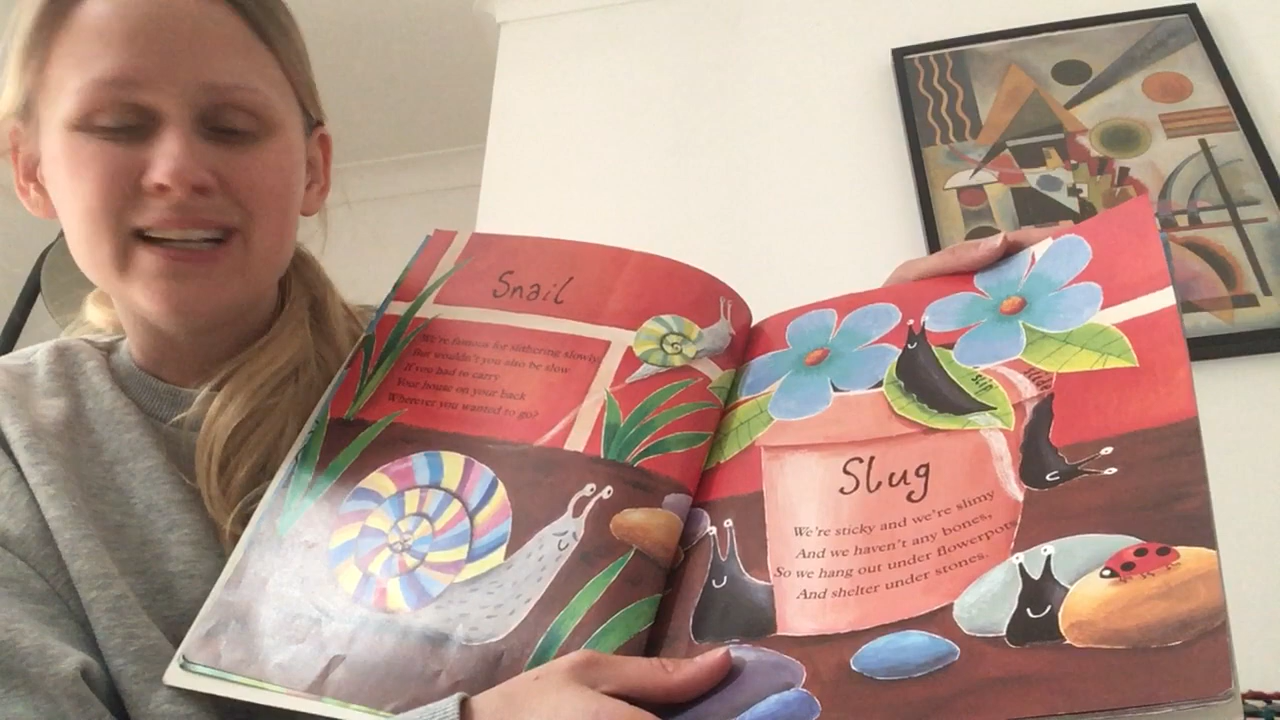 Snail
We're famous for slithering slowly
But wouldn't you also be slow
If you had to carry
Your house on your back
Wherever you wanted to go?
slip
slide
Slug
We're sticky and we're slimy
And we haven't any bones,
So we hang out under flowerpots
And shelter under stones.